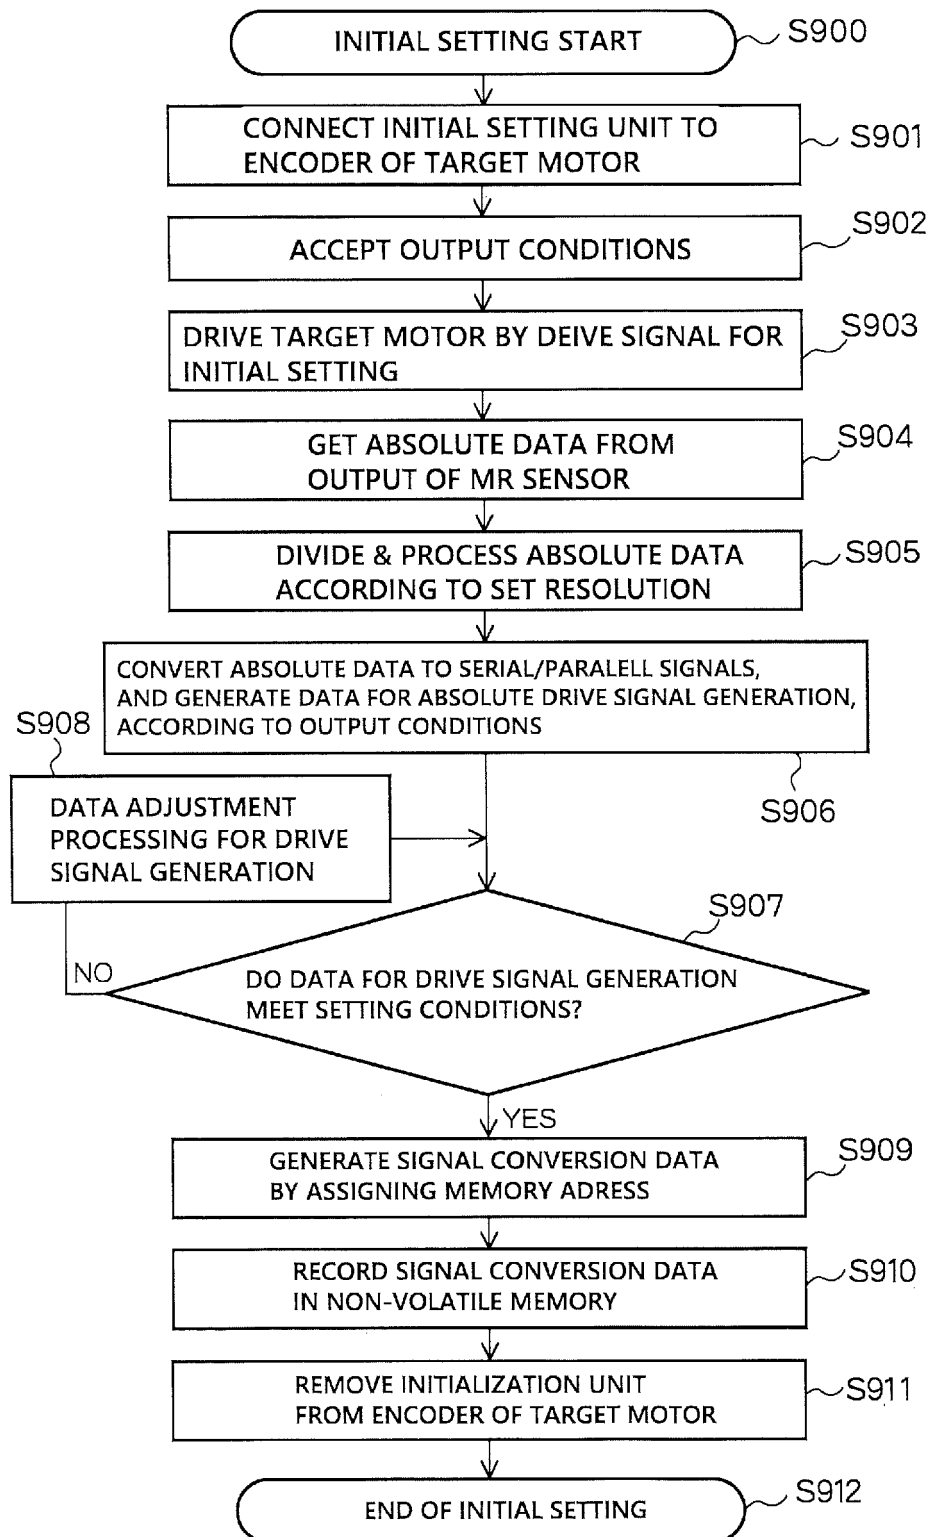 INITIAL SETTING START
S900
CONNECT INITIAL SETTING UNIT TO
ENCODER OF TARGET MOTOR
S901
ACCEPT OUTPUT CONDITIONS
S902
DRIVE TARGET MOTOR BY DEIVE SIGNAL FOR
INITIAL SETTING
S903
GET ABSOLUTE DATA FROM
OUTPUT OF MR SENSOR
S904
DIVIDE & PROCESS ABSOLUTE DATA
ACCORDING TO SET RESOLUTION
S905
CONVERT ABSOLUTE DATA TO SERIAL/PARALELL SIGNALS,
AND GENERATE DATA FOR ABSOLUTE DRIVE SIGNAL GENERATION,
ACCORDING TO OUTPUT CONDITIONS
S906
S908
DATA ADJUSTMENT
PROCESSING FOR DRIVE
SIGNAL GENERATION
S907
NO
DO DATA FOR DRIVE SIGNAL GENERATION
MEET SETTING CONDITIONS?
YES
GENERATE SIGNAL CONVERSION DATA
BY ASSIGNING MEMORY ADRESS
S909
RECORD SIGNAL CONVERSION DATA
IN NON-VOLATILE MEMORY
S910
REMOVE INITIALIZATION UNIT
FROM ENCODER OF TARGET MOTOR
S911
END OF INITIAL SETTING
S912